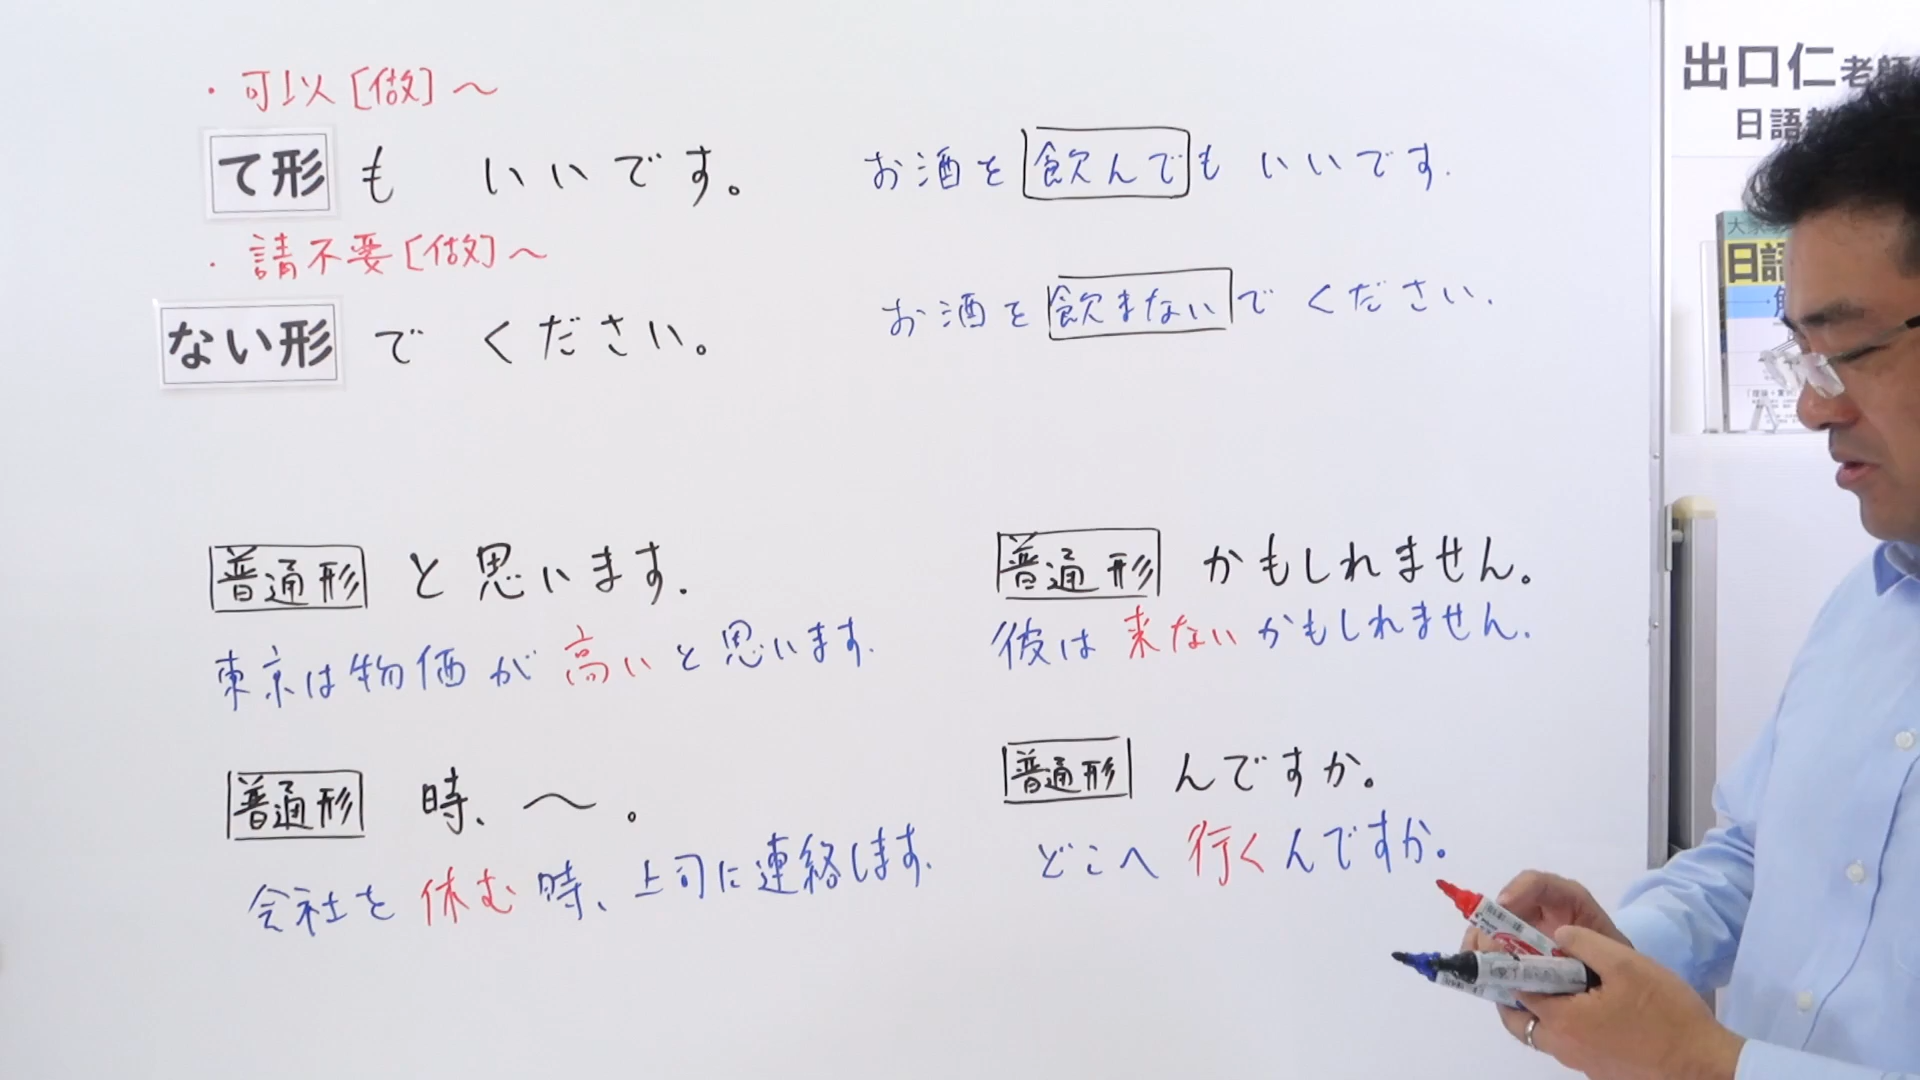 ・可以［做］～
て形も いいです。
お酒を飲んでも いいです.
・請不要［做］～
ない形で ください。
お酒を飲まないで ください.
普通形 と思います.
東京は物価が高いと思います.
普通形 かもしれません。
彼は来ないかもしれません.
普通形 時、～。
会社を休む時、上司に連絡します.
普通形 んですか。
どこへ行くんですか。
出口仁老師
日語
日語